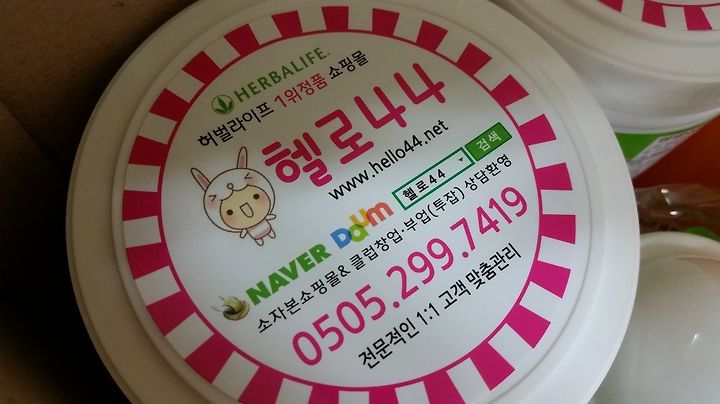 HERBALIFE.
허벌라이프 1위정품 쇼핑몰
헬로44
www.hello44.net
헬로44 검색
NAVER Daum
소자본쇼핑몰&클럽창업·부업(투잡) 상담환영
0505.299.7419
전문적인 1:1 고객 맞춤관리